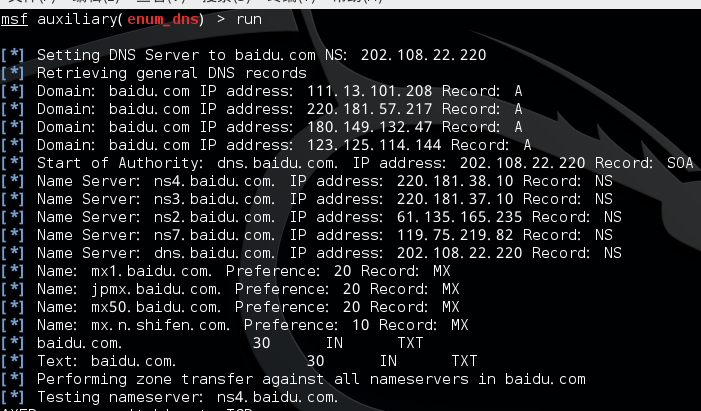 msf auxiliary(enum_dns) > run
[*] Setting DNS Server to baidu.com NS: 202.108.22.220
[*] Retrieving general DNS records
[*] Domain: baidu.com IP address: 111.13.101.208 Record: A
[*] Domain: baidu.com IP address: 220.181.57.217 Record: A
[*] Domain: baidu.com IP address: 180.149.132.47 Record: A
[*] Domain: baidu.com IP address: 123.125.114.144 Record: A
[*] Start of Authority: dns.baidu.com. IP address: 202.108.22.220 Record: SOA
[*] Name Server: ns4.baidu.com. IP address: 220.181.38.10 Record: NS
[*] Name Server: ns3.baidu.com. IP address: 220.181.37.10 Record: NS
[*] Name Server: ns2.baidu.com. IP address: 61.135.165.235 Record: NS
[*] Name Server: ns7.baidu.com. IP address: 119.75.219.82 Record: NS
[*] Name Server: dns.baidu.com. IP address: 202.108.22.220 Record: NS
[*] Name: mx1.baidu.com. Preference: 20 Record: MX
[*] Name: jpmx.baidu.com. Preference: 20 Record: MX
[*] Name: mx50.baidu.com. Preference: 20 Record: MX
[*] Name: mx.n.shifen.com. Preference: 10 Record: MX
[*] baidu.com. 30 IN TXT
[*] Text: baidu.com. 30 IN TXT
[*] Performing zone transfer against all nameservers in baidu.com
[*] Testing nameserver: ns4.baidu.com.